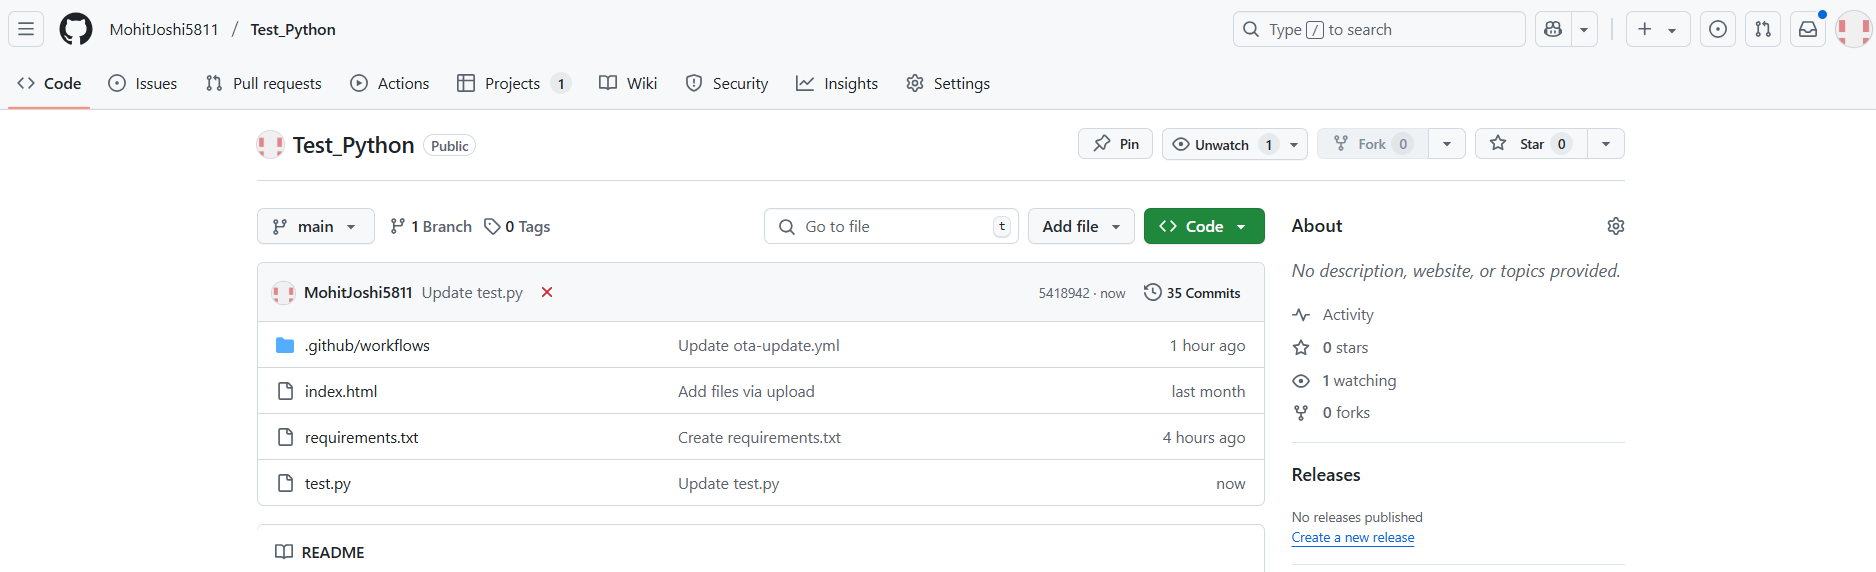 MohitJoshi5811 / Test_Python
Type / to search
Code Issues Pull requests Actions Projects 1 Wiki Security Insights Settings
Test_Python Public
Pin Unwatch 1 Fork 0 Star 0
main 1 Branch 0 Tags
Go to file t Add file Code
MohitJoshi5811 Update test.py 5418942 · now 35 Commits
.github/workflows Update ota-update.yml 1 hour ago
index.html Add files via upload last month
requirements.txt Create requirements.txt 4 hours ago
test.py Update test.py now
README
About
No description, website, or topics provided.
Activity
0 stars
1 watching
0 forks
Releases
No releases published
Create a new release